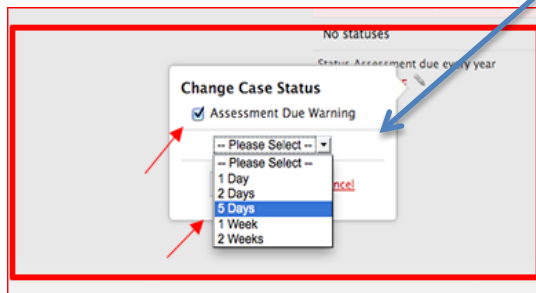 No statuses
Status Assessment due every year
Change Case Status
Assessment Due Warning
-- Please Select --
-- Please Select --
1 Day
2 Days
5 Days
1 Week
2 Weeks